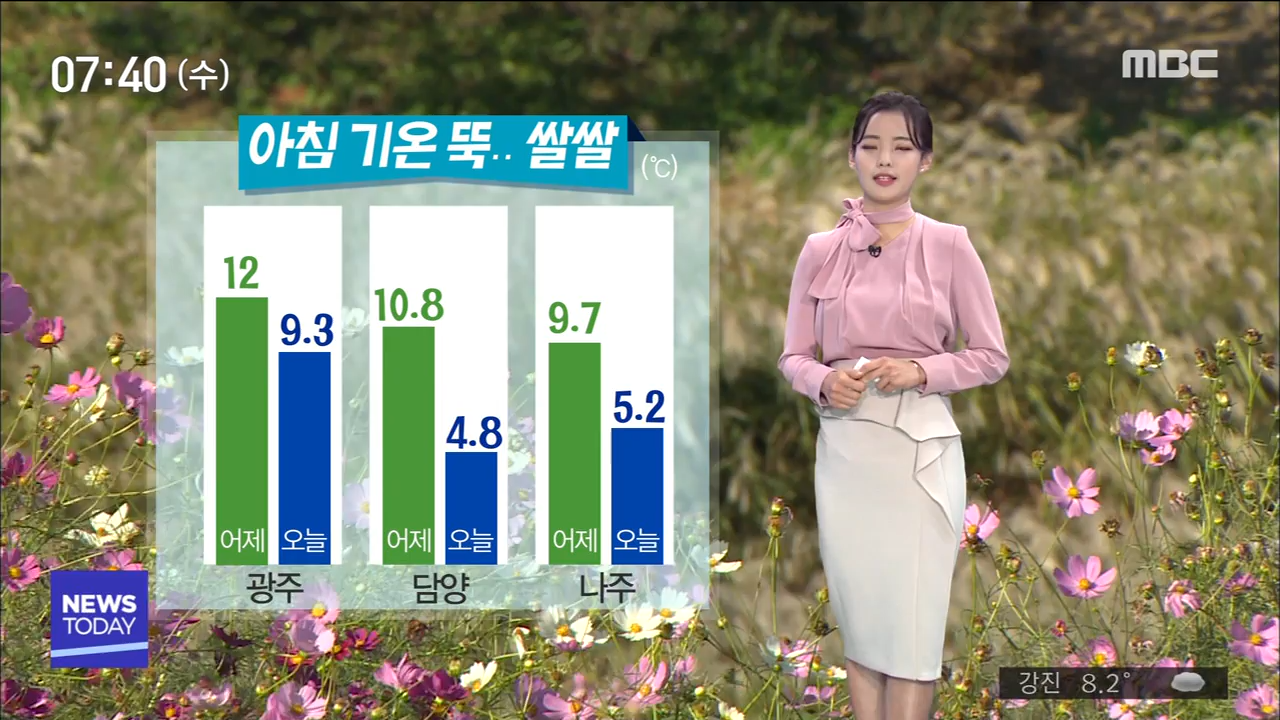 07:40 (수)
MBC
아침 기온 뚝.. 쌀쌀
(℃)
12
9.3
10.8
4.8
9.7
5.2
어제 오늘 어제 오늘 어제 오늘
광주 담양 나주
NEWS
TODAY
강진 8.2°